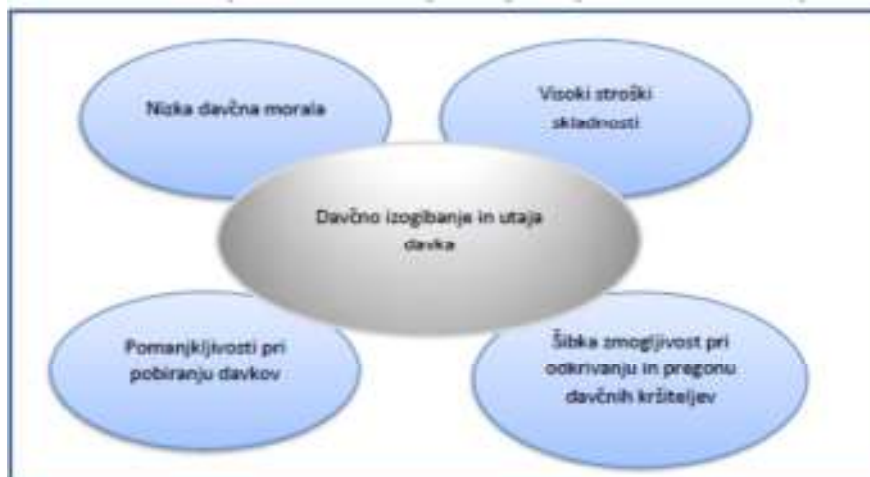 Nizka davčna morala
Visoki stroški
skladnosti
Davčno izogibanje in utaja
davka
Pomanjkljivosti pri
pobiranju davkov
Šibka zmogljivost pri
odkrivanju in pregonu
davčnih kršiteljev